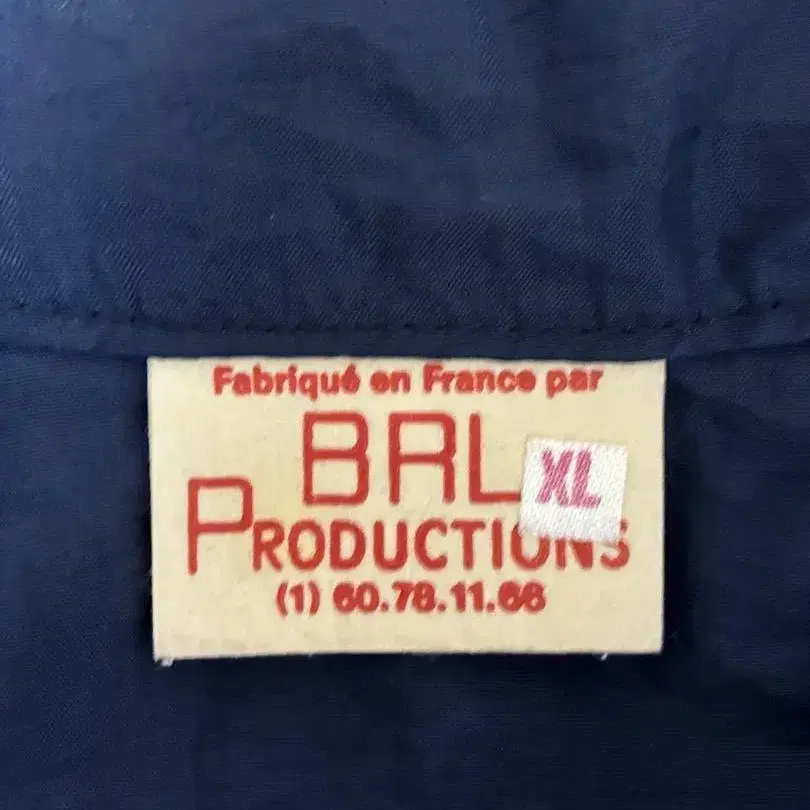 Fabriqué en France par
BRL
XL
PRODUCTIONS
(1) 60.78.11.68